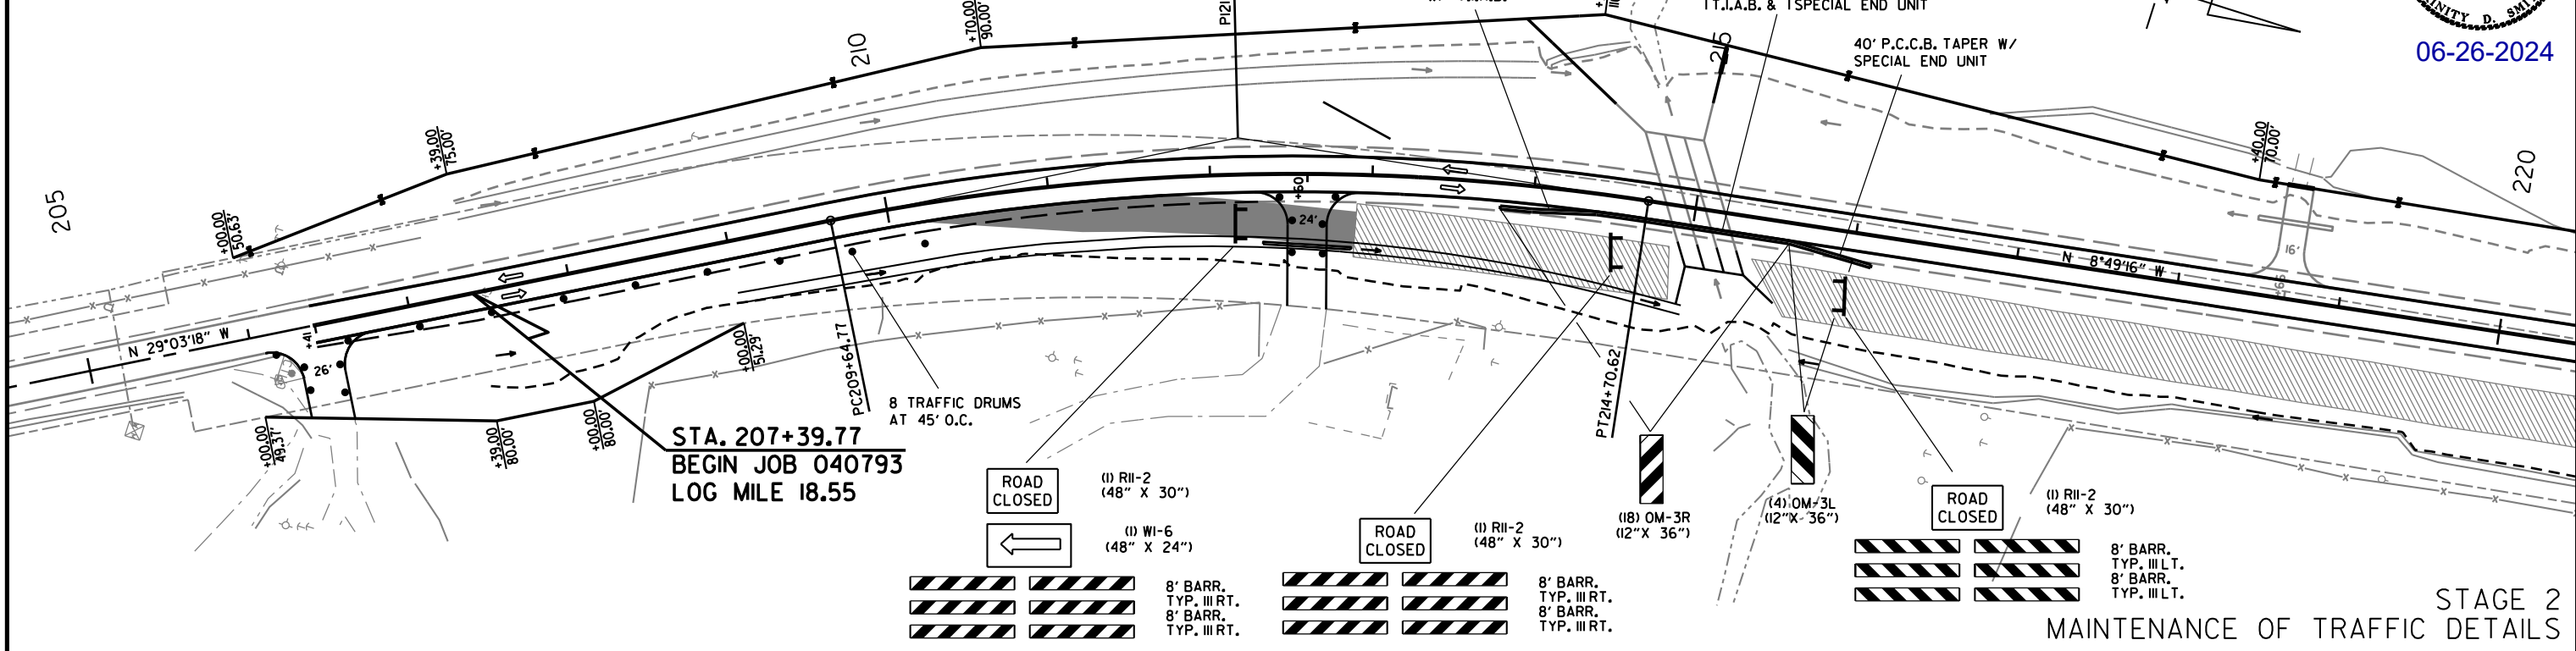 +70.00
90.00'
1 T.I.A.B. & 1 SPECIAL END UNIT
INITY D. SMI
06-26-2024
40' P.C.C.B. TAPER W/
SPECIAL END UNIT
205
210
215
220
+00.00
50.63'
+39.00
75.00'
+40.00
70.00'
+60
24'
16'
N 8°49'16" W
N 29°03'18" W
+41
26'
+00.00
49.37'
+39.00
80.00'
+00.00
80.00'
+00.00
51.29'
PC209+64.77
PT214+70.62
8 TRAFFIC DRUMS
AT 45' O.C.
STA. 207+39.77
BEGIN JOB 040793
LOG MILE 18.55
ROAD
CLOSED
(1) R11-2
(48" X 30")
(1) W1-6
(48" X 24")
8' BARR.
TYP. III RT.
8' BARR.
TYP. III RT.
ROAD
CLOSED
(1) R11-2
(48" X 30")
8' BARR.
TYP. III RT.
8' BARR.
TYP. III RT.
(18) OM-3R
(12"X 36")
(4) OM-3L
(12"X 36")
ROAD
CLOSED
(1) R11-2
(48" X 30")
8' BARR.
TYP. III LT.
8' BARR.
TYP. III LT.
STAGE 2
MAINTENANCE OF TRAFFIC DETAILS